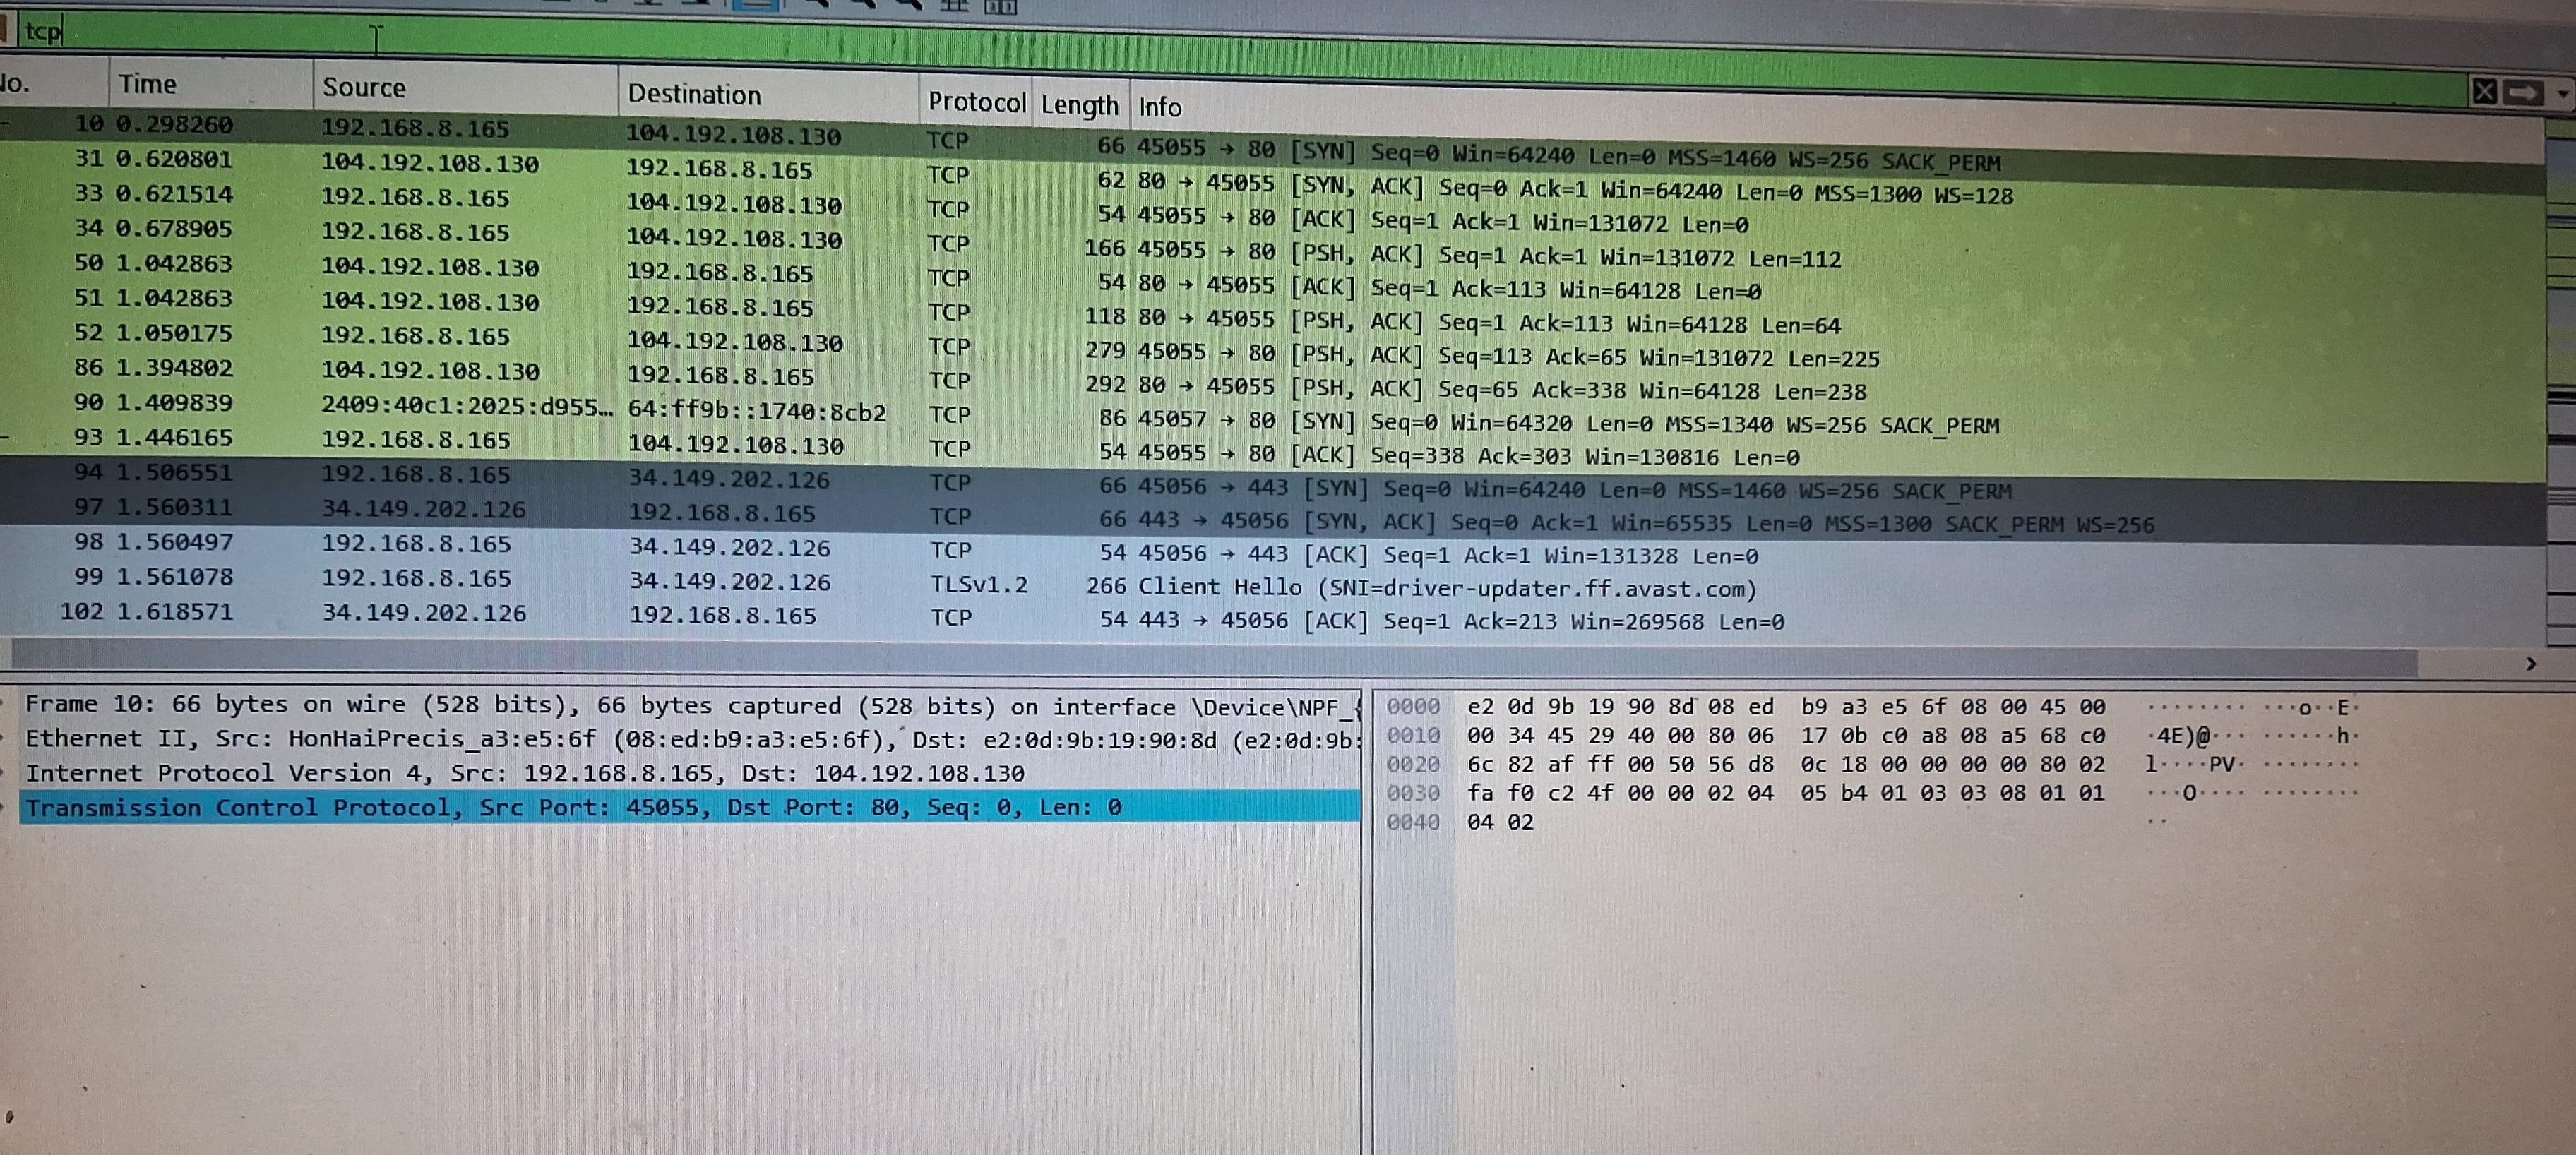 tcp
No. Time Source Destination Protocol Length Info
10 0.298260 192.168.8.165 104.192.108.130 TCP 66 45055 → 80 [SYN] Seq=0 Win=64240 Len=0 MSS=1460 WS=256 SACK_PERM
31 0.620801 104.192.108.130 192.168.8.165 TCP 62 80 → 45055 [SYN, ACK] Seq=0 Ack=1 Win=64240 Len=0 MSS=1300 WS=128
33 0.621514 192.168.8.165 104.192.108.130 TCP 54 45055 → 80 [ACK] Seq=1 Ack=1 Win=131072 Len=0
34 0.678905 192.168.8.165 104.192.108.130 TCP 166 45055 → 80 [PSH, ACK] Seq=1 Ack=1 Win=131072 Len=112
50 1.042863 104.192.108.130 192.168.8.165 TCP 54 80 → 45055 [ACK] Seq=1 Ack=113 Win=64128 Len=0
51 1.042863 104.192.108.130 192.168.8.165 TCP 118 80 → 45055 [PSH, ACK] Seq=1 Ack=113 Win=64128 Len=64
52 1.050175 192.168.8.165 104.192.108.130 TCP 279 45055 → 80 [PSH, ACK] Seq=113 Ack=65 Win=131072 Len=225
86 1.394802 104.192.108.130 192.168.8.165 TCP 292 80 → 45055 [PSH, ACK] Seq=65 Ack=338 Win=64128 Len=238
90 1.409839 2409:40c1:2025:d955… 64:ff9b::1740:8cb2 TCP 86 45057 → 80 [SYN] Seq=0 Win=64320 Len=0 MSS=1340 WS=256 SACK_PERM
93 1.446165 192.168.8.165 104.192.108.130 TCP 54 45055 → 80 [ACK] Seq=338 Ack=303 Win=130816 Len=0
94 1.506551 192.168.8.165 34.149.202.126 TCP 66 45056 → 443 [SYN] Seq=0 Win=64240 Len=0 MSS=1460 WS=256 SACK_PERM
97 1.560311 34.149.202.126 192.168.8.165 TCP 66 443 → 45056 [SYN, ACK] Seq=0 Ack=1 Win=65535 Len=0 MSS=1300 SACK_PERM WS=256
98 1.560497 192.168.8.165 34.149.202.126 TCP 54 45056 → 443 [ACK] Seq=1 Ack=1 Win=131328 Len=0
99 1.561078 192.168.8.165 34.149.202.126 TLSv1.2 266 Client Hello (SNI=driver-updater.ff.avast.com)
102 1.618571 34.149.202.126 192.168.8.165 TCP 54 443 → 45056 [ACK] Seq=1 Ack=213 Win=269568 Len=0
Frame 10: 66 bytes on wire (528 bits), 66 bytes captured (528 bits) on interface \Device\NPF_{
Ethernet II, Src: HonHaiPrecis_a3:e5:6f (08:ed:b9:a3:e5:6f), Dst: e2:0d:9b:19:90:8d (e2:0d:9b:
Internet Protocol Version 4, Src: 192.168.8.165, Dst: 104.192.108.130
Transmission Control Protocol, Src Port: 45055, Dst Port: 80, Seq: 0, Len: 0
0000 e2 0d 9b 19 90 8d 08 ed b9 a3 e5 6f 08 00 45 00 ········ ···o··E·
0010 00 34 45 29 40 00 80 06 17 0b c0 a8 08 a5 68 c0 ·4E)@··· ······h·
0020 6c 82 af ff 00 50 56 d8 0c 18 00 00 00 00 80 02 l····PV· ········
0030 fa f0 c2 4f 00 00 02 04 05 b4 01 03 03 08 01 01 ···O···· ········
0040 04 02 ··